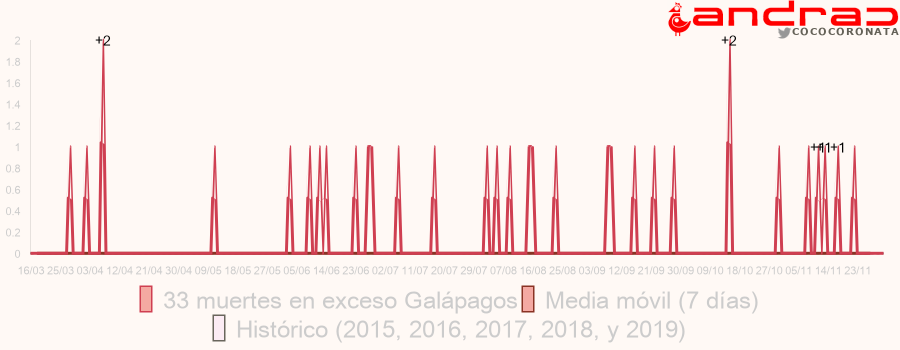 andrac
COCOCORONATA
+2 +2
2
1.8
1.6
1.4
1.2
1
0.8
0.6
0.4
0.2
0
+1 +1
16/03 25/03 03/04 12/04 21/04 30/04 09/05 18/05 27/05 05/06 14/06 23/06 02/07 11/07 20/07 29/07 07/08 16/08 25/08 03/09 12/09 21/09 30/09 09/10 18/10 27/10 05/11 14/11 23/11
33 muertes en exceso Galápagos Media móvil (7 días)
Histórico (2015, 2016, 2017, 2018, y 2019)